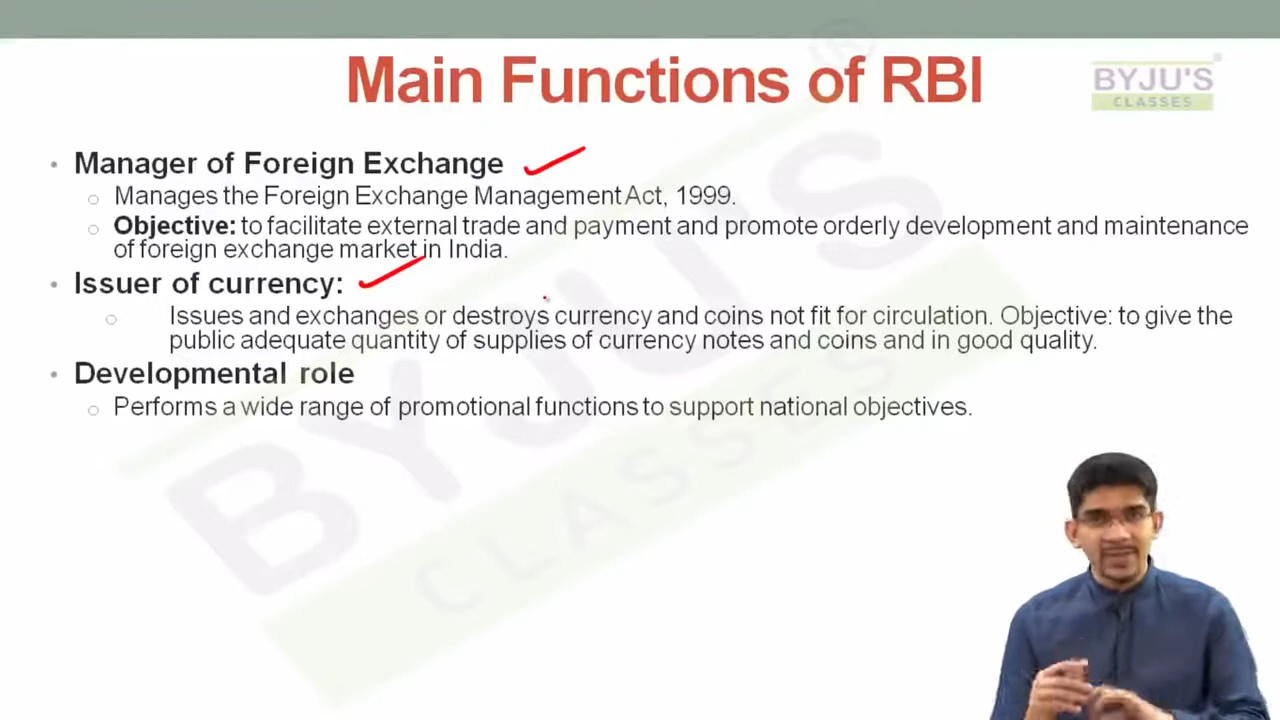 Main Functions of RBI
BYJU'S
CLASSES
• Manager of Foreign Exchange
o Manages the Foreign Exchange Management Act, 1999.
o Objective: to facilitate external trade and payment and promote orderly development and maintenance
of foreign exchange market in India.
• Issuer of currency:
o Issues and exchanges or destroys currency and coins not fit for circulation. Objective: to give the
public adequate quantity of supplies of currency notes and coins and in good quality.
• Developmental role
o Performs a wide range of promotional functions to support national objectives.
BYJU'S
CLASSES
®